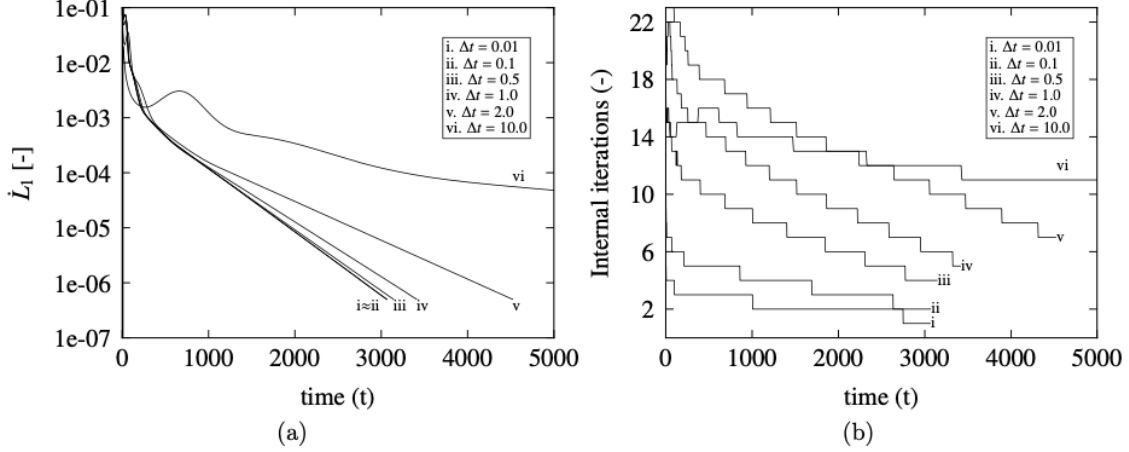 1e-01
1e-02
1e-03
1e-04
1e-05
1e-06
1e-07
L̇₁ [-]
i. Δt = 0.01
ii. Δt = 0.1
iii. Δt = 0.5
iv. Δt = 1.0
v. Δt = 2.0
vi. Δt = 10.0
vi
i≈ii iii iv v
0 1000 2000 3000 4000 5000
time (t)
(a)
22
18
14
10
6
2
Internal iterations (-)
i. Δt = 0.01
ii. Δt = 0.1
iii. Δt = 0.5
iv. Δt = 1.0
v. Δt = 2.0
vi. Δt = 10.0
vi
v
iv
iii
ii
i
0 1000 2000 3000 4000 5000
time (t)
(b)